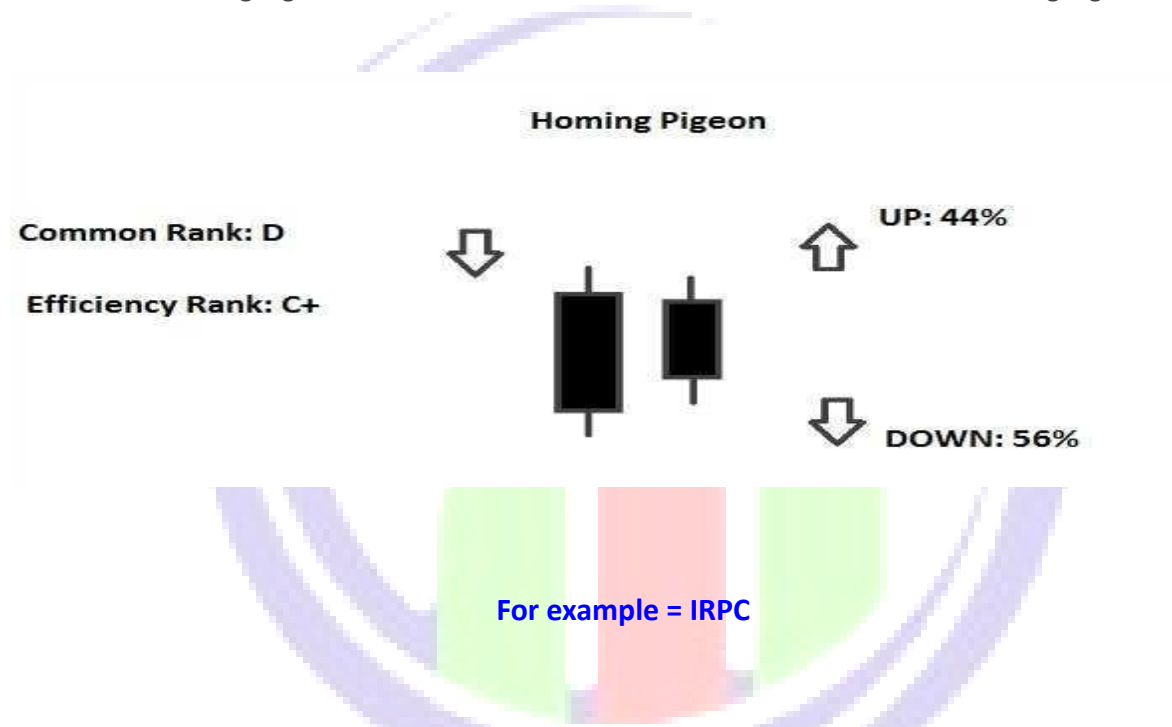 Homing Pigeon
Common Rank: D
UP: 44%
Efficiency Rank: C+
DOWN: 56%
For example = IRPC